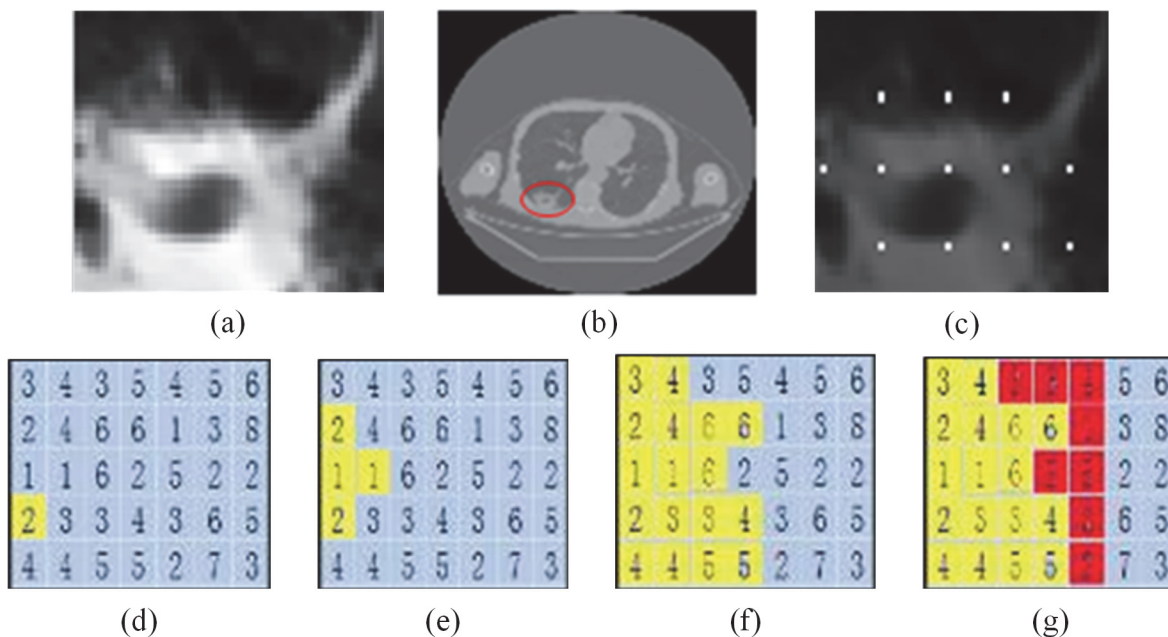 (a)
(b)
(c)
3 4 3 5 4 5 6
2 4 6 6 1 3 8
1 1 6 2 5 2 2
2 3 3 4 3 6 5
4 4 5 5 2 7 3
(d)
3 4 3 5 4 5 6
2 4 6 6 1 3 8
1 1 6 2 5 2 2
2 3 3 4 3 6 5
4 4 5 5 2 7 3
(e)
3 4 3 5 4 5 6
2 4 6 6 1 3 8
1 1 6 2 5 2 2
2 3 3 4 3 6 5
4 4 5 5 2 7 3
(f)
3 4 5 6
2 4 6 6 3 8
1 1 6 2 2
2 3 3 4 6 5
4 4 5 5 7 3
(g)